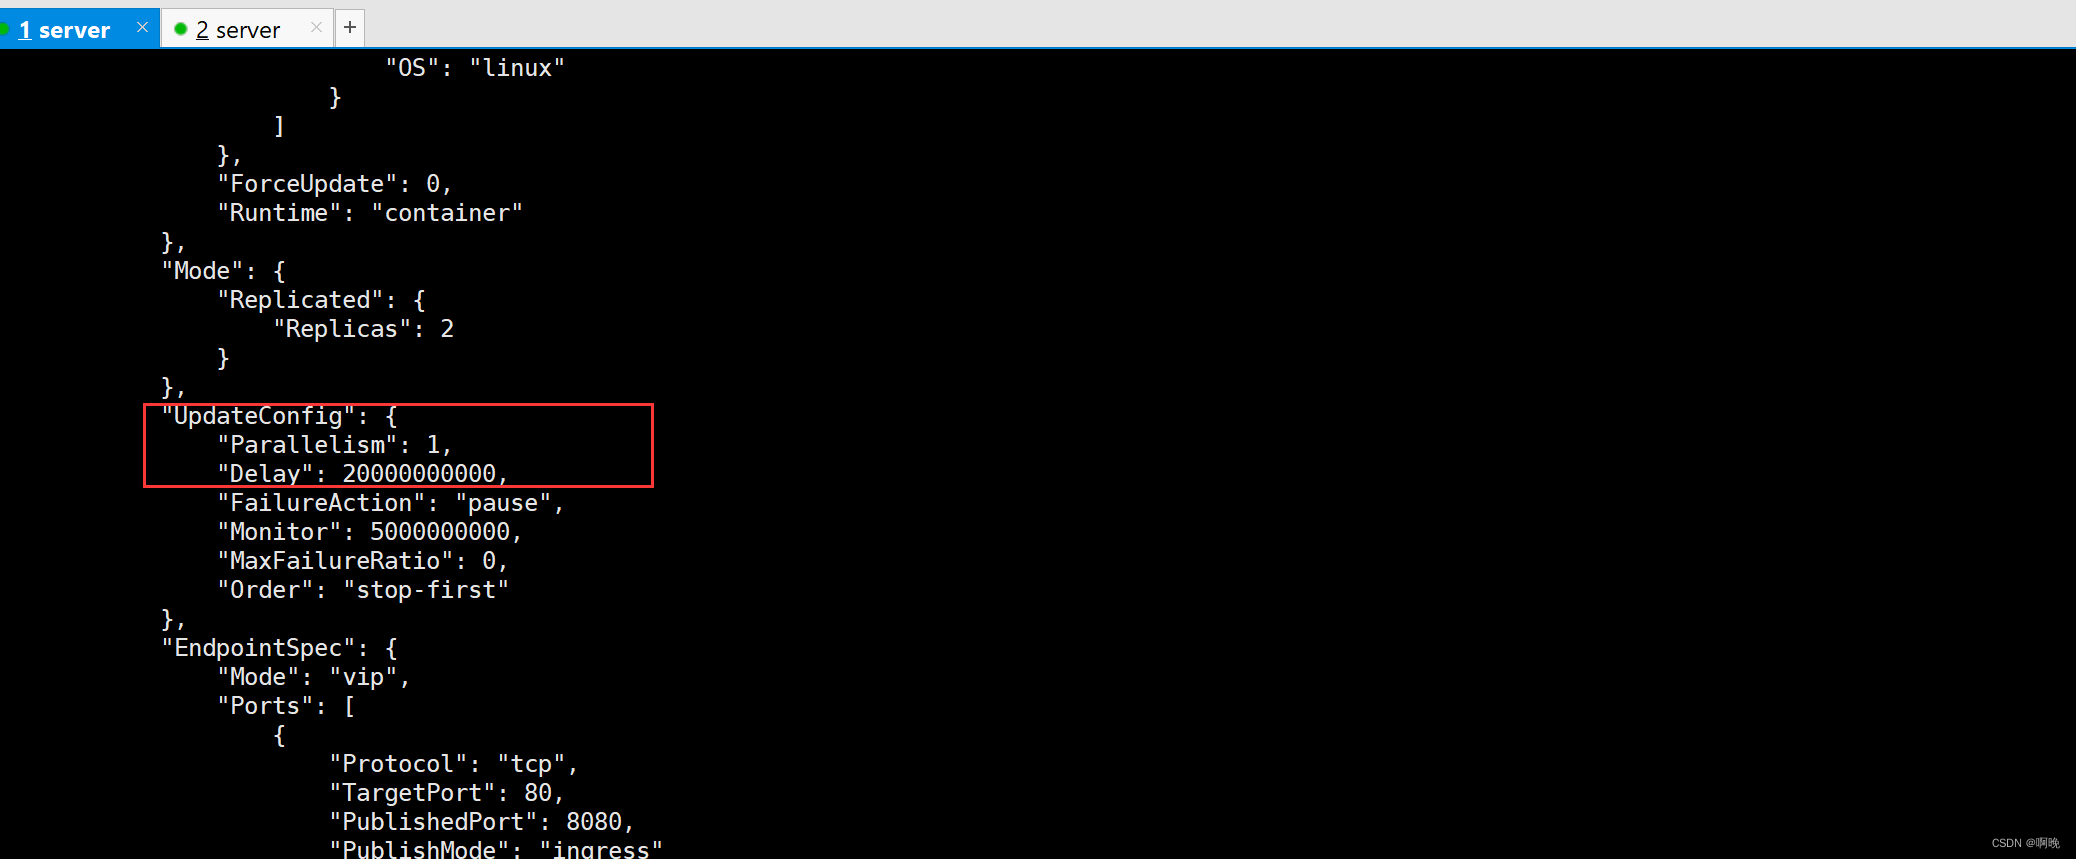 1 server × 2 server × +
                "OS": "linux"
            }
        ]
    },
    "ForceUpdate": 0,
    "Runtime": "container"
},
"Mode": {
    "Replicated": {
        "Replicas": 2
    }
},
"UpdateConfig": {
    "Parallelism": 1,
    "Delay": 20000000000,
    "FailureAction": "pause",
    "Monitor": 5000000000,
    "MaxFailureRatio": 0,
    "Order": "stop-first"
},
"EndpointSpec": {
    "Mode": "vip",
    "Ports": [
        {
            "Protocol": "tcp",
            "TargetPort": 80,
            "PublishedPort": 8080,
            "PublishMode": "ingress"
CSDN @啊晚